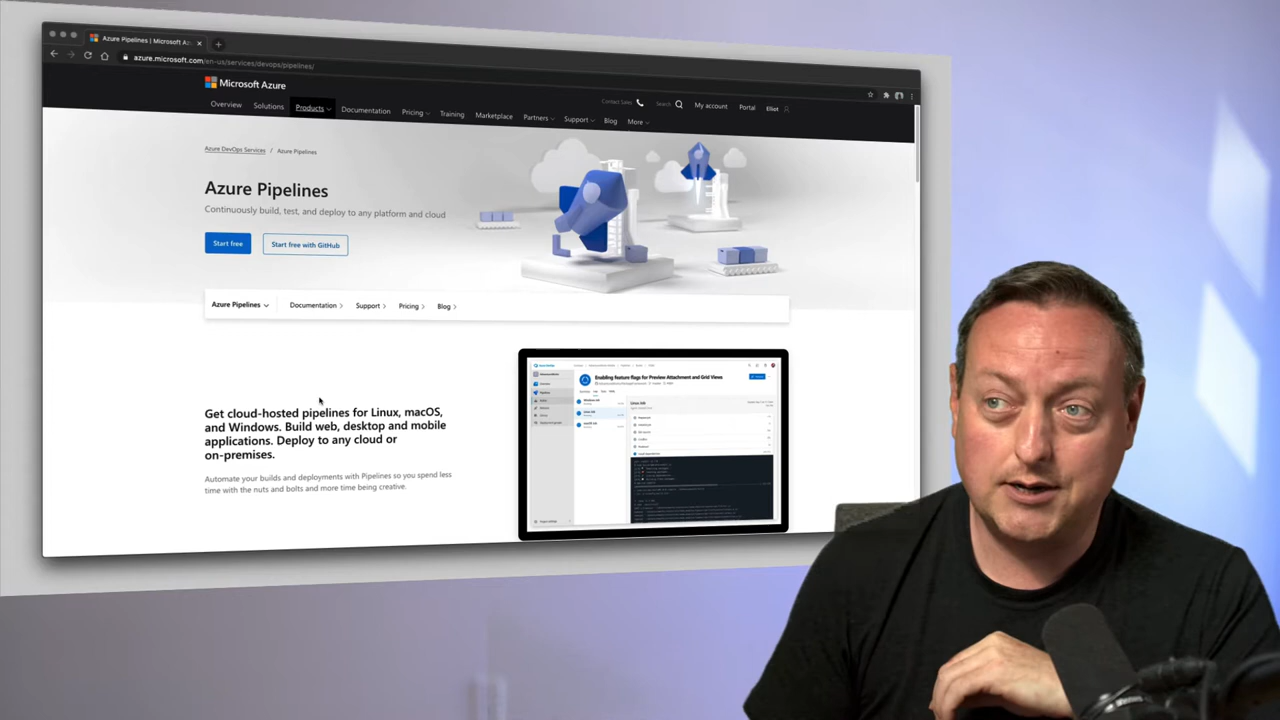 Azure Pipelines | Microsoft Az
azure.microsoft.com/en-us/services/devops/pipelines/
Microsoft Azure
Contact Sales
Search
My account
Portal
Elliot
Overview
Solutions
Products
Documentation
Pricing
Training
Marketplace
Partners
Support
Blog
More
Azure DevOps Services / Azure Pipelines
Azure Pipelines
Continuously build, test, and deploy to any platform and cloud
Start free
Start free with GitHub
Azure Pipelines
Documentation
Support
Pricing
Blog
Get cloud-hosted pipelines for Linux, macOS,
and Windows. Build web, desktop and mobile
applications. Deploy to any cloud or
on-premises.
Automate your builds and deployments with Pipelines so you spend less
time with the nuts and bolts and more time being creative.
Enabling feature flags for Preview Attachment and Grid Views